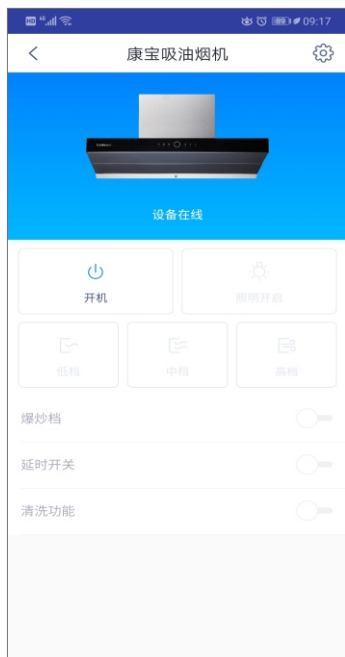 HD 09:17
康宝吸油烟机
设备在线
开机 照明开启
低档 中档 高档
爆炒档
延时开关
清洗功能